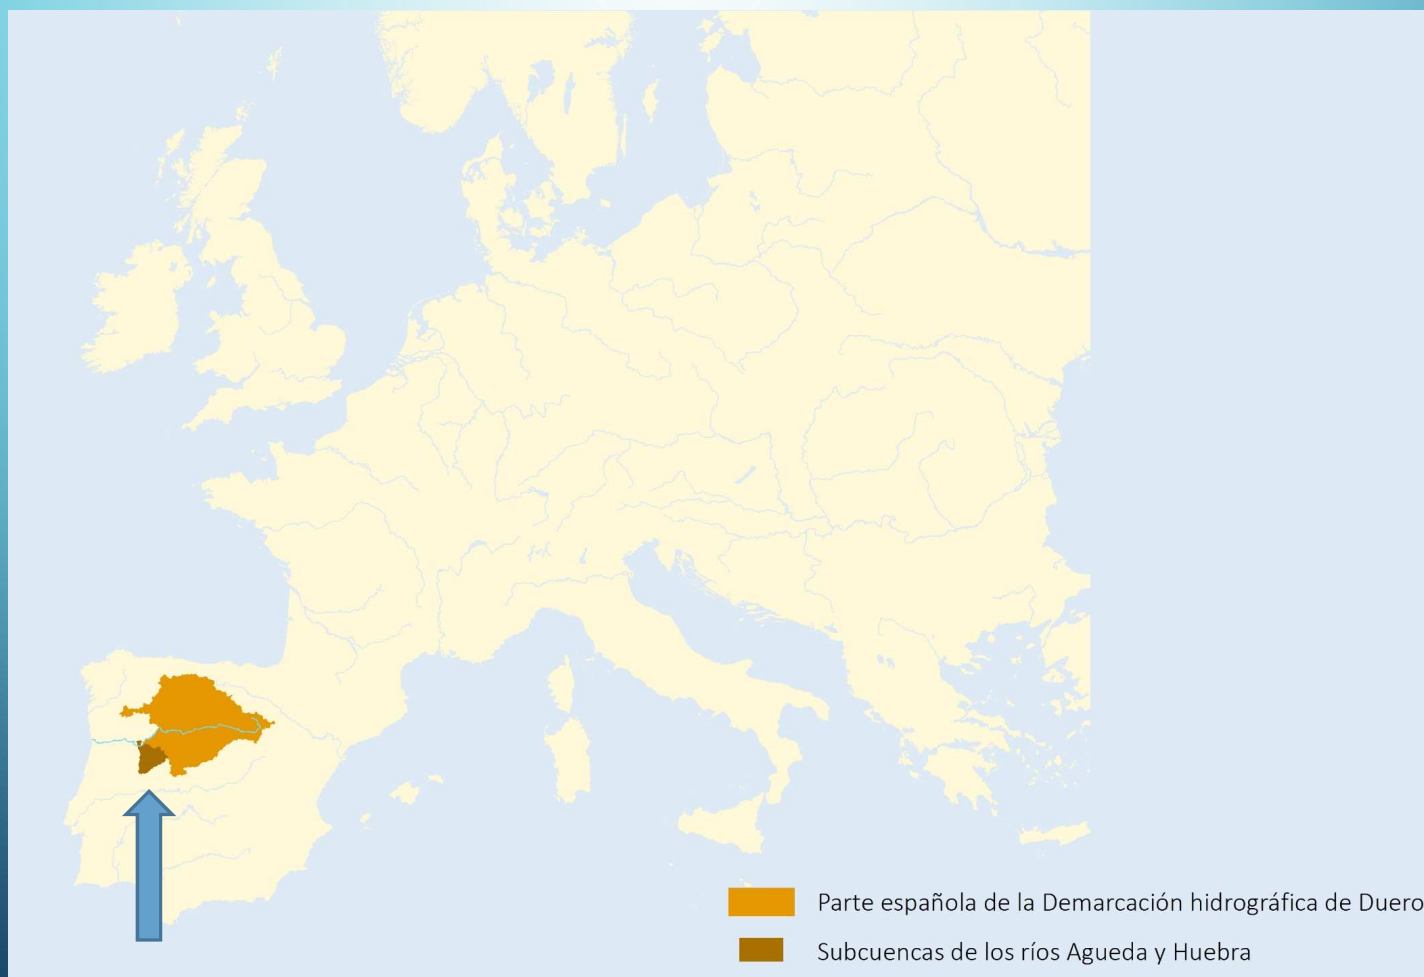 Parte española de la Demarcación hidrográfica de Duero
Subcuencas de los ríos Agueda y Huebra